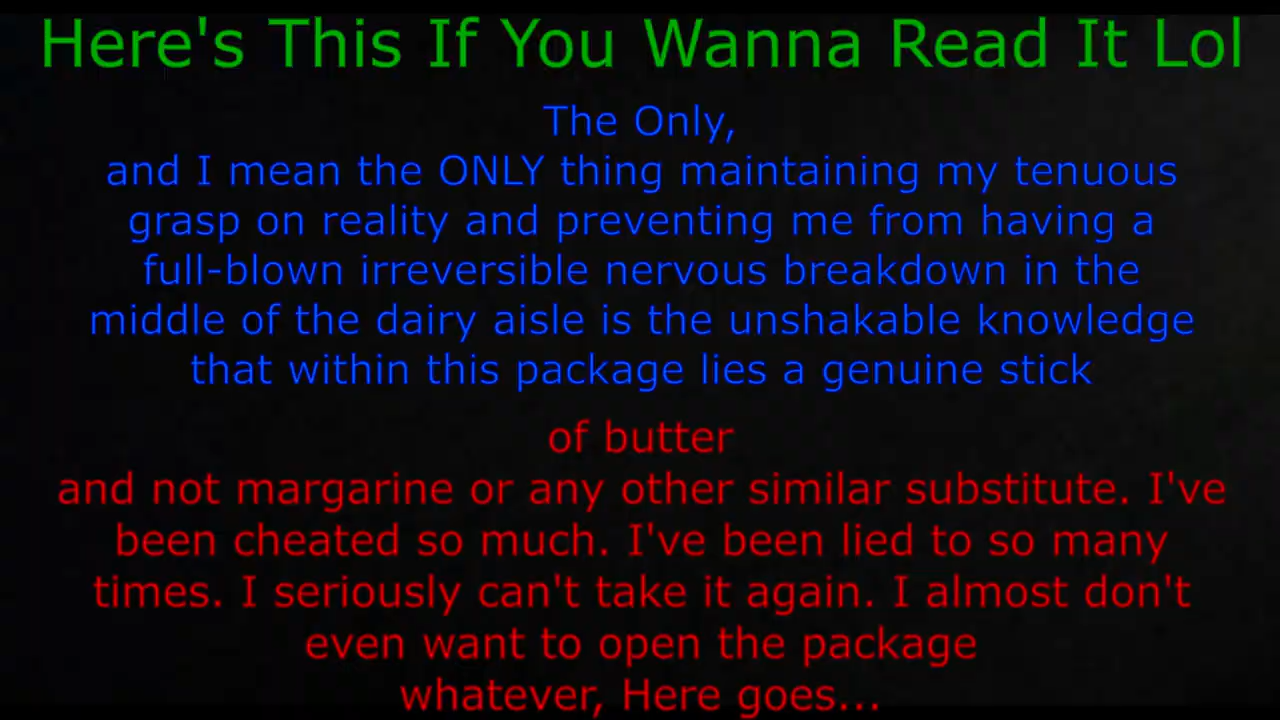 Here's This If You Wanna Read It Lol
The Only,
and I mean the ONLY thing maintaining my tenuous
grasp on reality and preventing me from having a
full-blown irreversible nervous breakdown in the
middle of the dairy aisle is the unshakable knowledge
that within this package lies a genuine stick
of butter
and not margarine or any other similar substitute. I've
been cheated so much. I've been lied to so many
times. I seriously can't take it again. I almost don't
even want to open the package
whatever, Here goes...